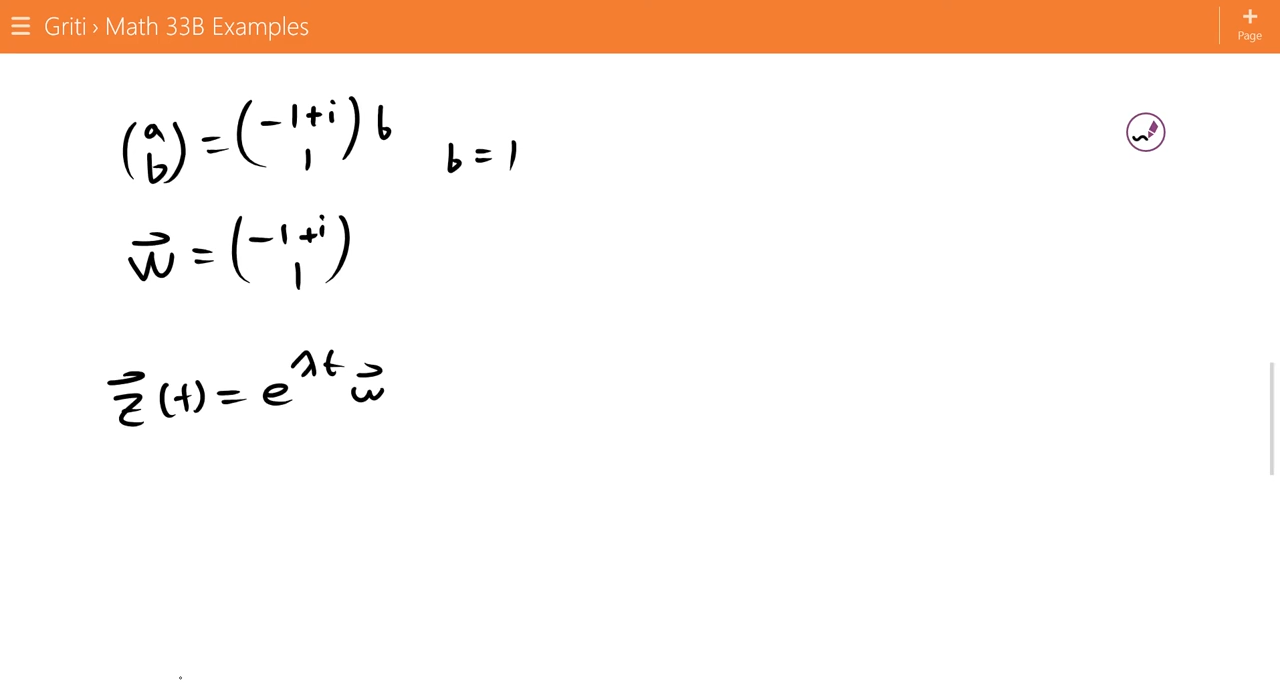 Griti › Math 33B Examples
+
Page
(a b) = (-1+i 1) b b = 1
w⃗ = (-1+i 1)
z⃗(t) = e^λt w⃗